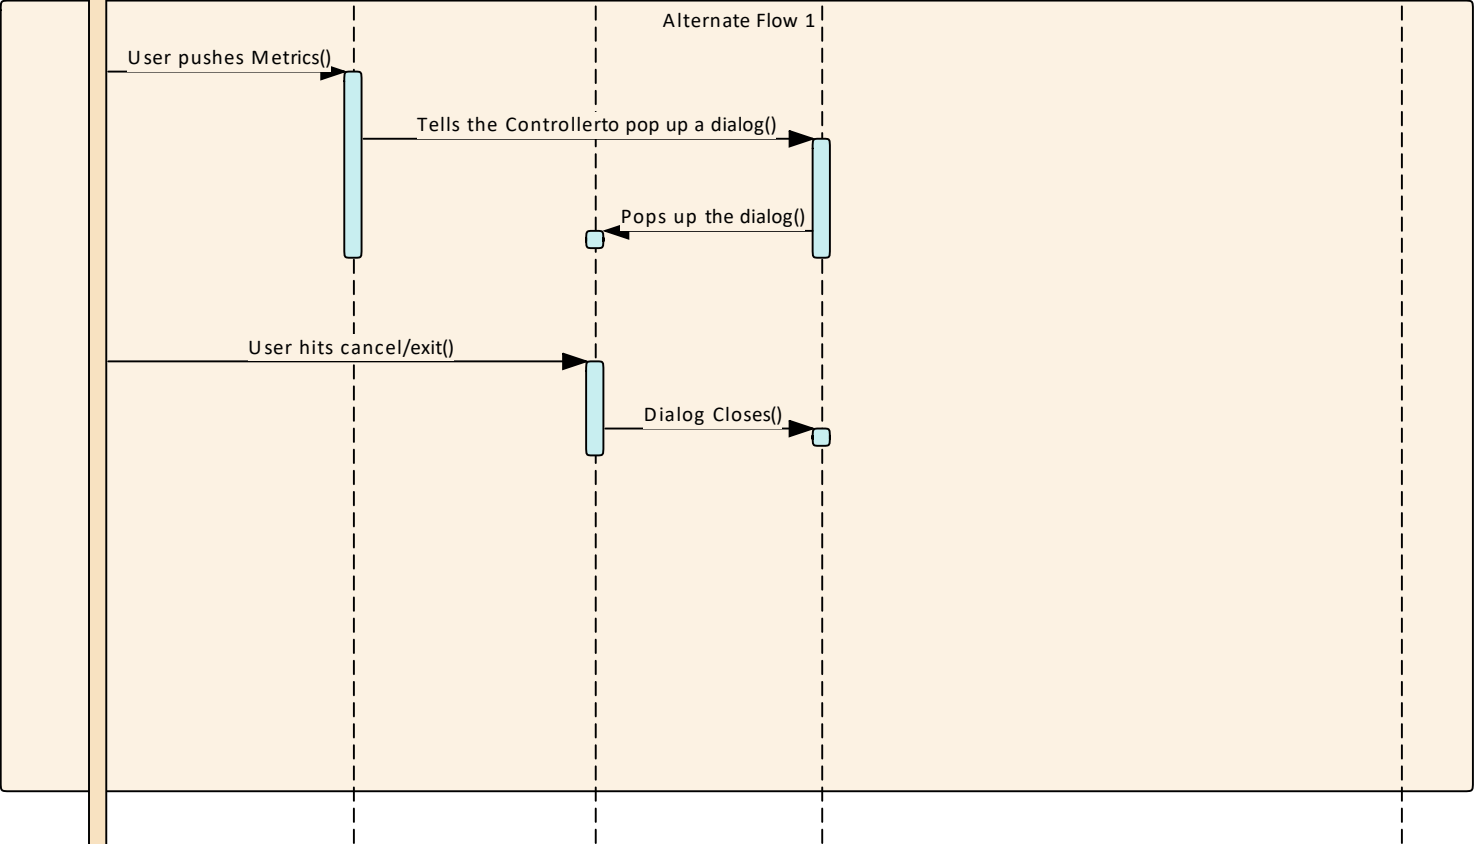 Alternate Flow 1
User pushes Metrics()
Tells the Controllerto pop up a dialog()
Pops up the dialog()
User hits cancel/exit()
Dialog Closes()